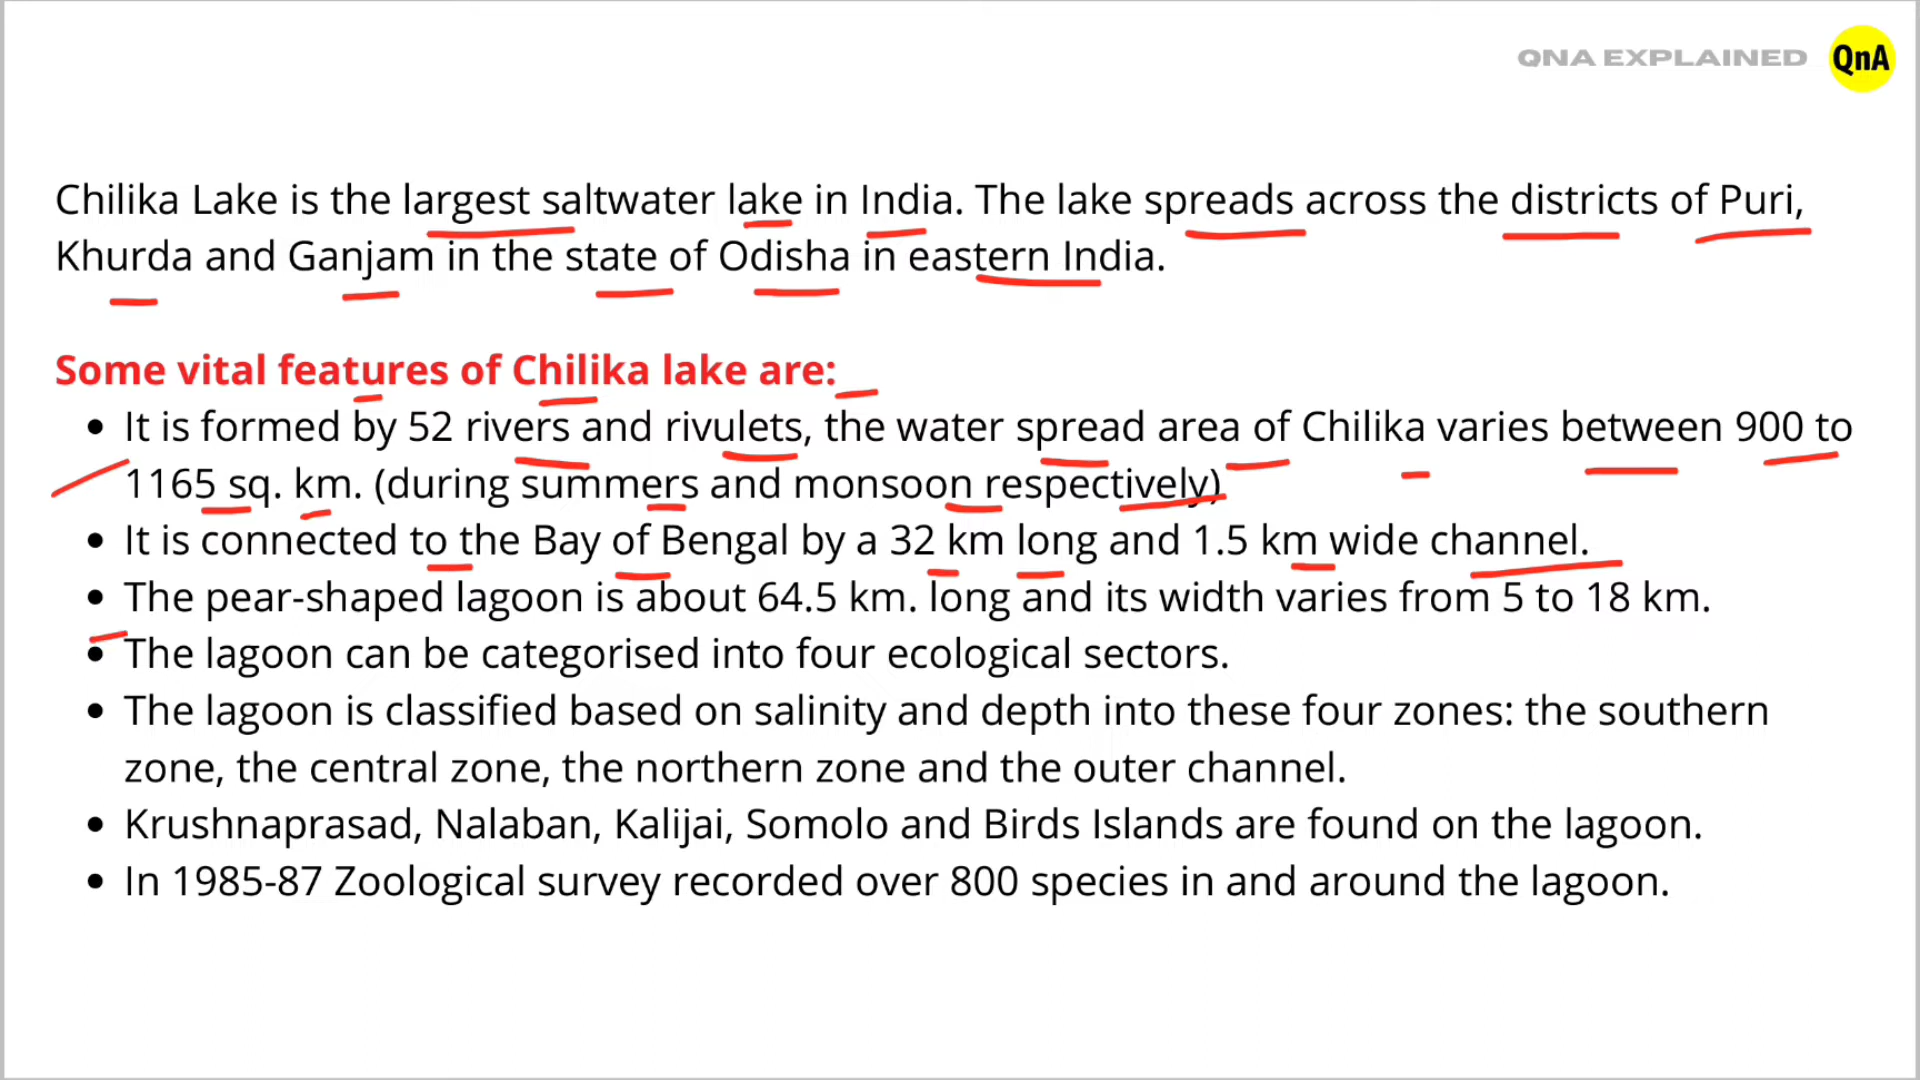 QNA EXPLAINED QnA
Chilika Lake is the largest saltwater lake in India. The lake spreads across the districts of Puri,
Khurda and Ganjam in the state of Odisha in eastern India.
Some vital features of Chilika lake are:
• It is formed by 52 rivers and rivulets, the water spread area of Chilika varies between 900 to
1165 sq. km. (during summers and monsoon respectively)
• It is connected to the Bay of Bengal by a 32 km long and 1.5 km wide channel.
• The pear-shaped lagoon is about 64.5 km. long and its width varies from 5 to 18 km.
• The lagoon can be categorised into four ecological sectors.
• The lagoon is classified based on salinity and depth into these four zones: the southern
zone, the central zone, the northern zone and the outer channel.
• Krushnaprasad, Nalaban, Kalijai, Somolo and Birds Islands are found on the lagoon.
• In 1985-87 Zoological survey recorded over 800 species in and around the lagoon.